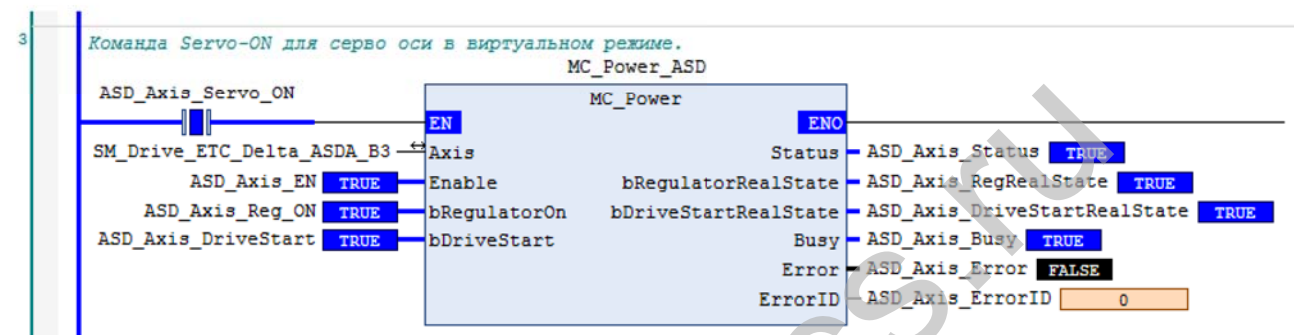 3
Команда Servo-ON для серво оси в виртуальном режиме.
MC_Power_ASD
ASD_Axis_Servo_ON
MC_Power
EN ENO
SM_Drive_ETC_Delta_ASDA_B3 Axis Status ASD_Axis_Status TRUE
ASD_Axis_EN TRUE Enable bRegulatorRealState ASD_Axis_RegRealState TRUE
ASD_Axis_Reg_ON TRUE bRegulatorOn bDriveStartRealState ASD_Axis_DriveStartRealState TRUE
ASD_Axis_DriveStart TRUE bDriveStart Busy ASD_Axis_Busy TRUE
Error ASD_Axis_Error FALSE
ErrorID ASD_Axis_ErrorID 0